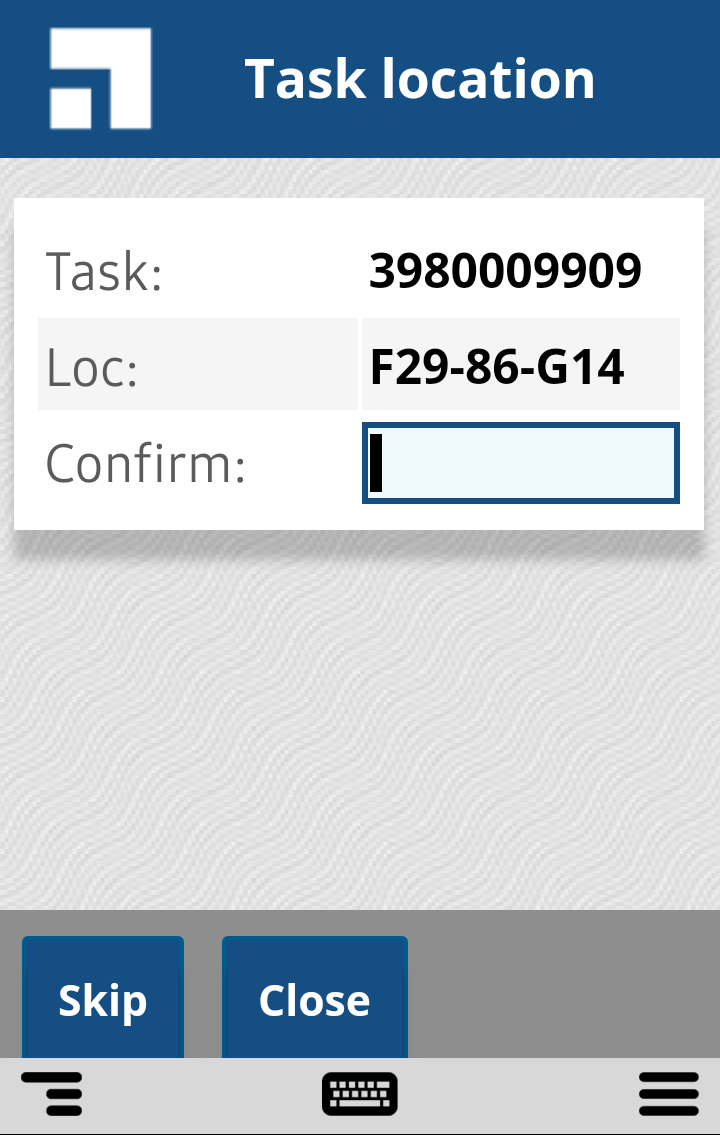 Task location
Task: 3980009909
Loc: F29-86-G14
Confirm:
Skip Close